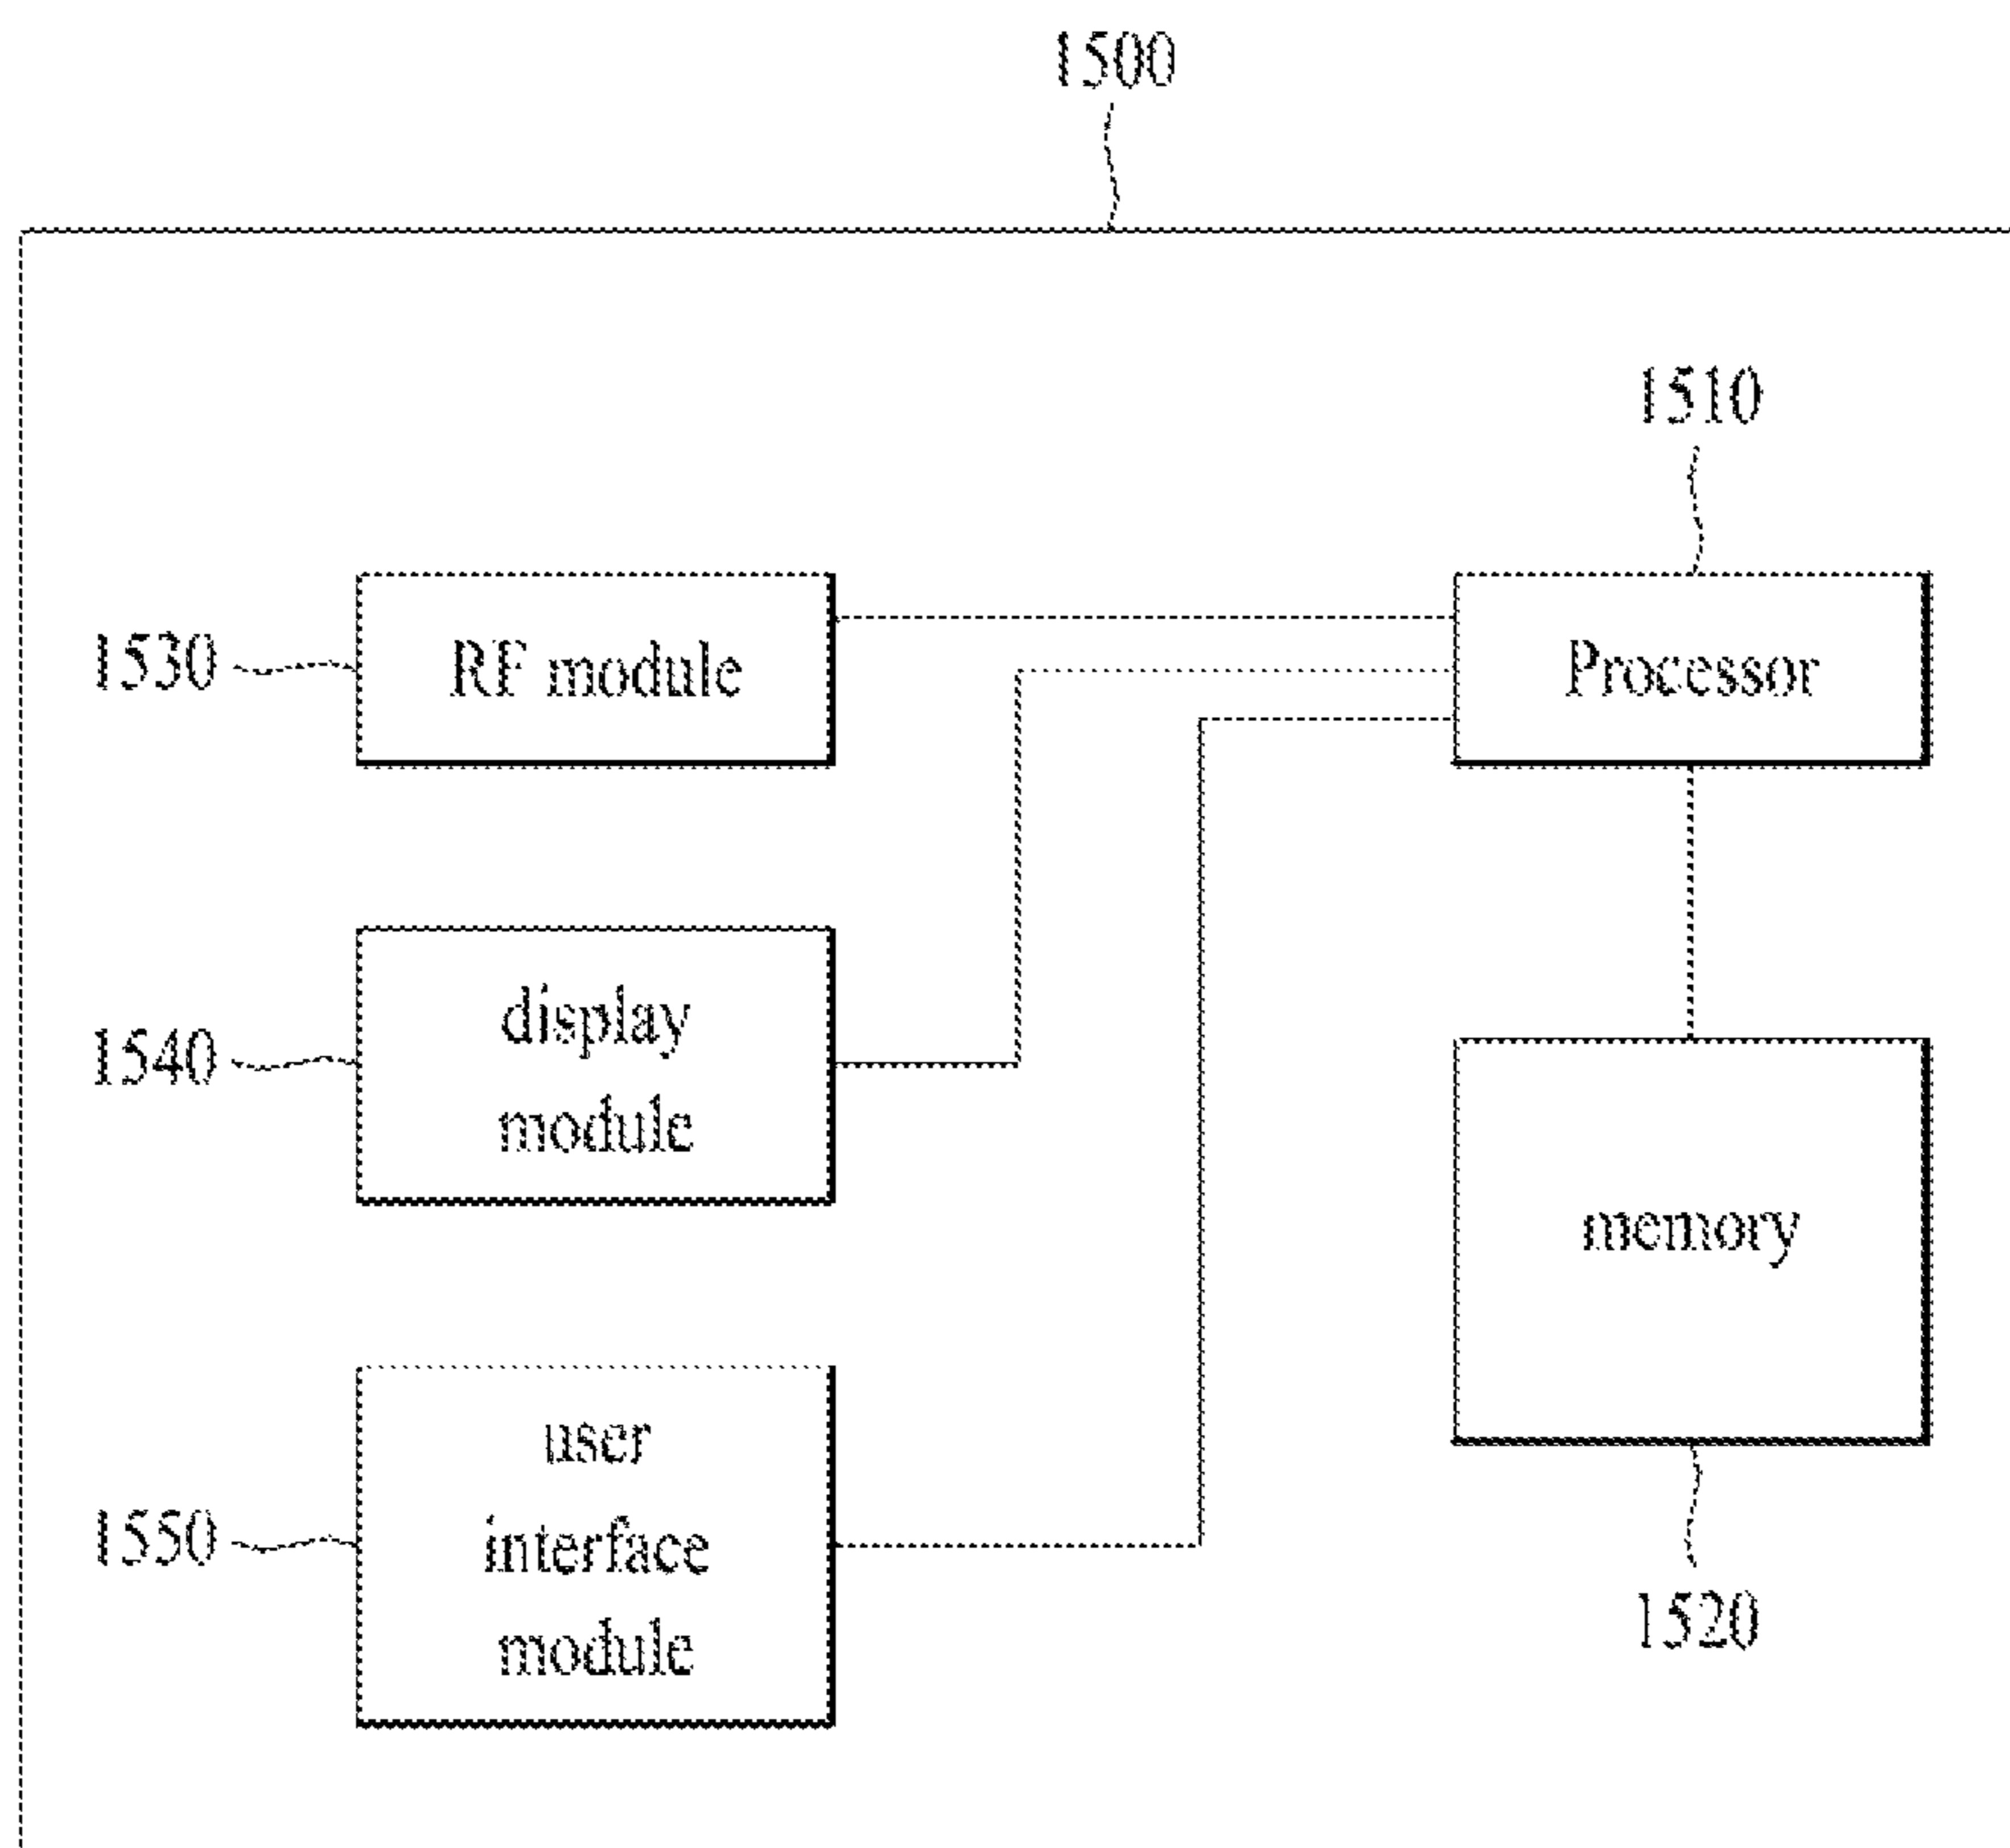 1500
1510
1530
RF module
Processor
1540
display
module
memory
1550
user
interface
module
1520